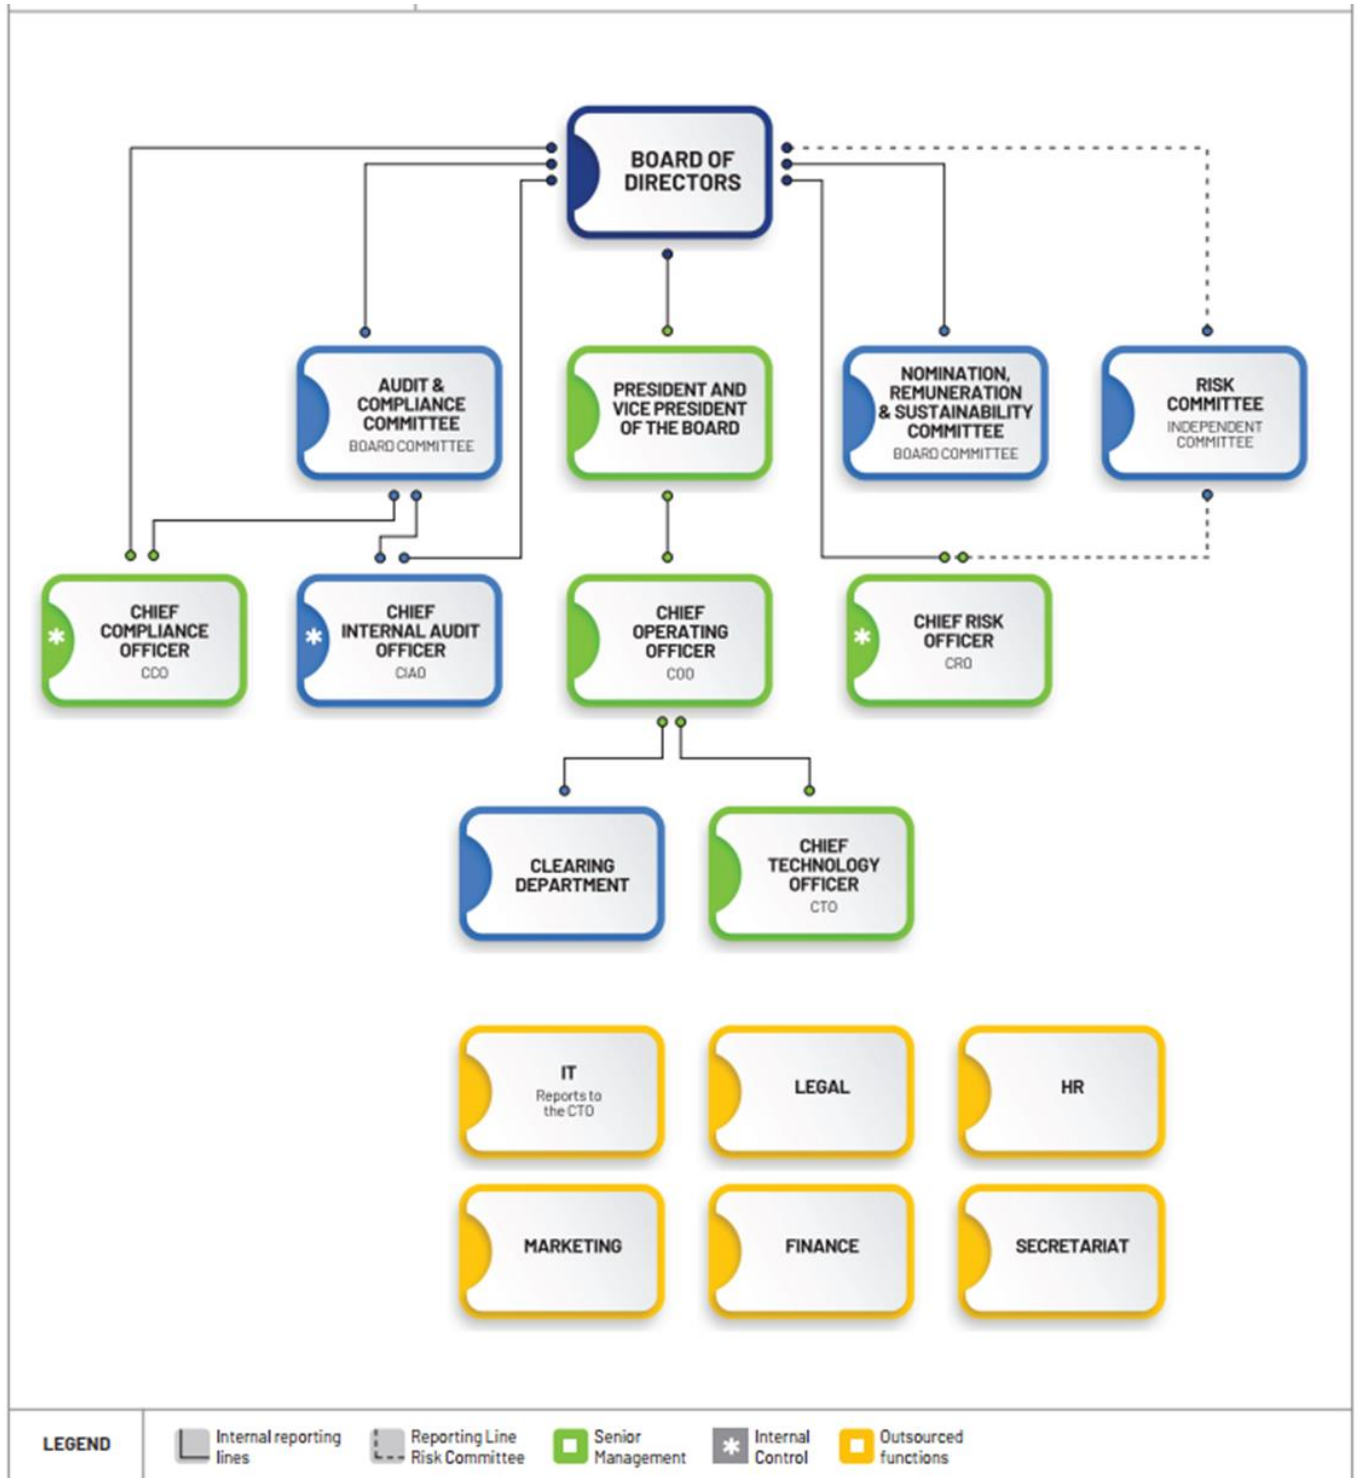 BOARD OF
DIRECTORS
AUDIT &
COMPLIANCE
COMMITTEE
BOARD COMMITTEE
PRESIDENT AND
VICE PRESIDENT
OF THE BOARD
NOMINATION,
REMUNERATION
& SUSTAINABILITY
COMMITTEE
BOARD COMMITTEE
RISK
COMMITTEE
INDEPENDENT
COMMITTEE
*
CHIEF
COMPLIANCE
OFFICER
CCO
*
CHIEF
INTERNAL AUDIT
OFFICER
CIAO
CHIEF
OPERATING
OFFICER
COO
*
CHIEF RISK
OFFICER
CRO
CLEARING
DEPARTMENT
CHIEF
TECHNOLOGY
OFFICER
CTO
IT
Reports to
the CTO
LEGAL
HR
MARKETING
FINANCE
SECRETARIAT
LEGEND
Internal reporting
lines
Reporting Line
Risk Committee
Senior
Management
*
Internal
Control
Outsourced
functions